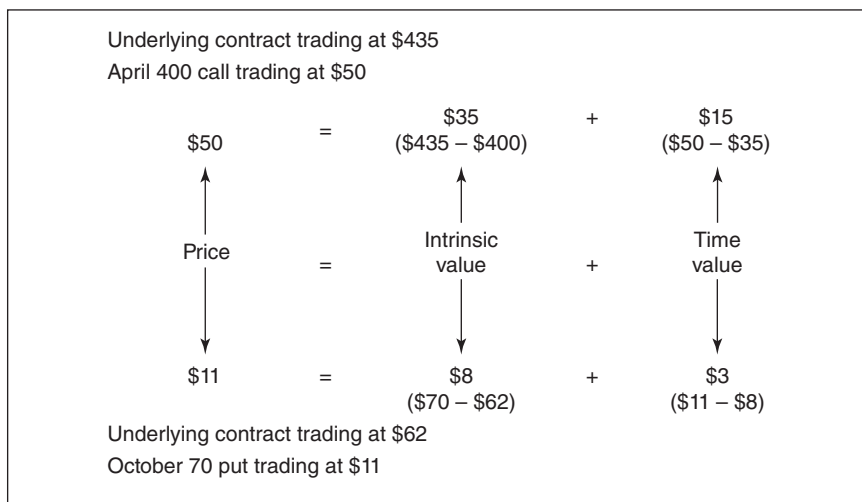 Underlying contract trading at $435
April 400 call trading at $50
$50 = $35 + $15
($435 – $400) ($50 – $35)
Price = Intrinsic value + Time value
$11 = $8 + $3
($70 – $62) ($11 – $8)
Underlying contract trading at $62
October 70 put trading at $11